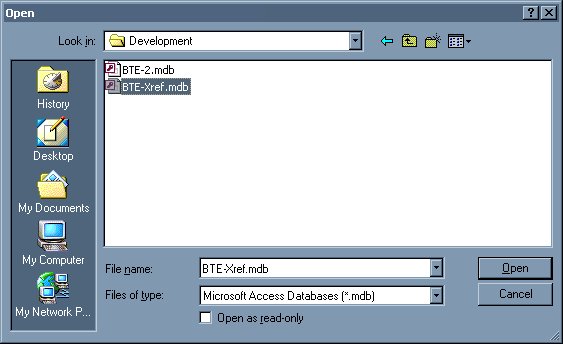 Open
Look in: Development
BTE-2.mdb
BTE-Xref.mdb
History
Desktop
My Documents
My Computer
My Network P...
File name: BTE-Xref.mdb Open
Files of type: Microsoft Access Databases (*.mdb) Cancel
Open as read-only